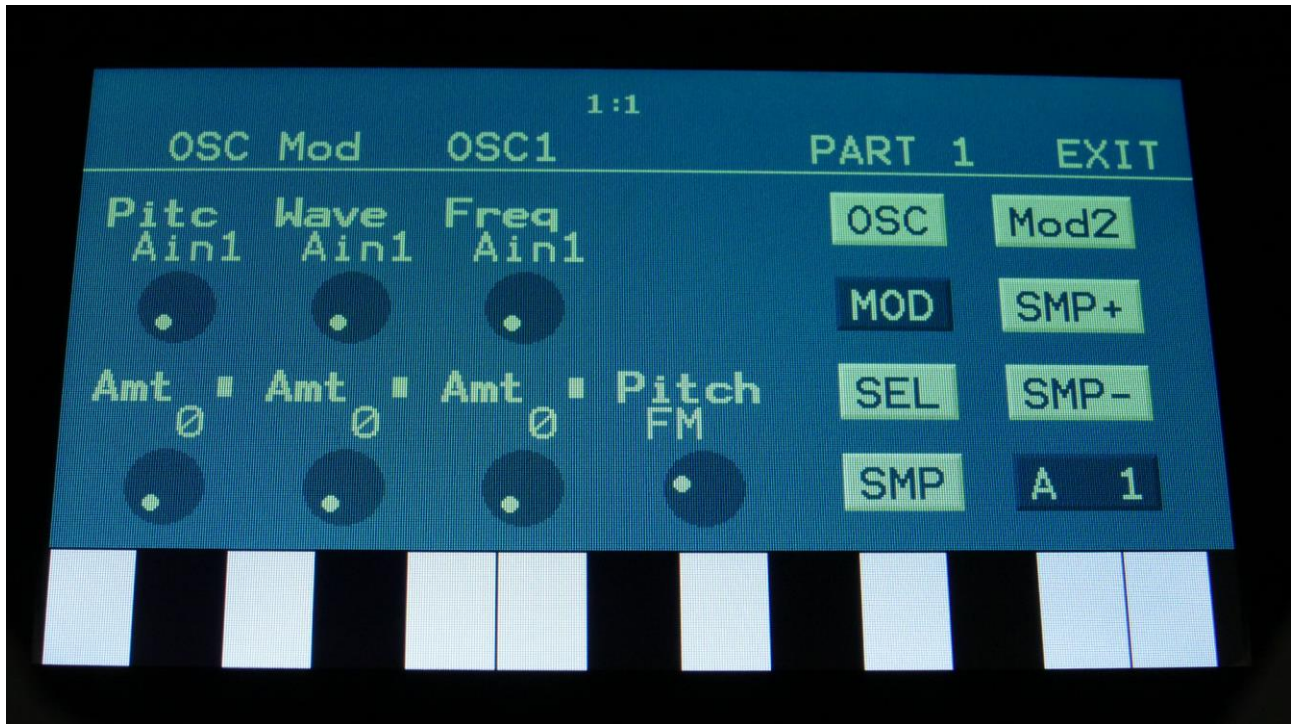 1:1
OSC Mod OSC1 PART 1 EXIT
Pitc Wave Freq OSC Mod2
Ain1 Ain1 Ain1
MOD SMP+
Amt Amt Amt Pitch SEL SMP-
0 0 0 FM
SMP A 1